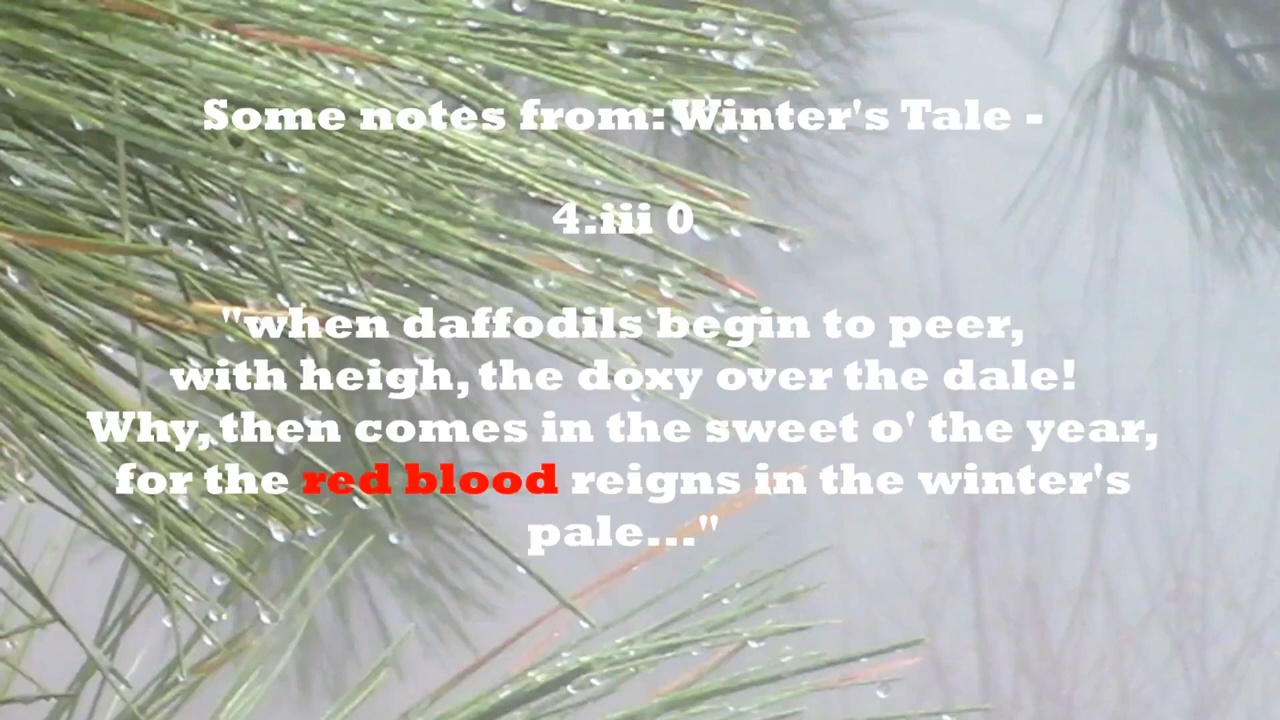 Some notes from: Winter's Tale -
4.iii 0
"when daffodils begin to peer,
with heigh, the doxy over the dale!
Why, then comes in the sweet o' the year,
for the red blood reigns in the winter's
pale..."